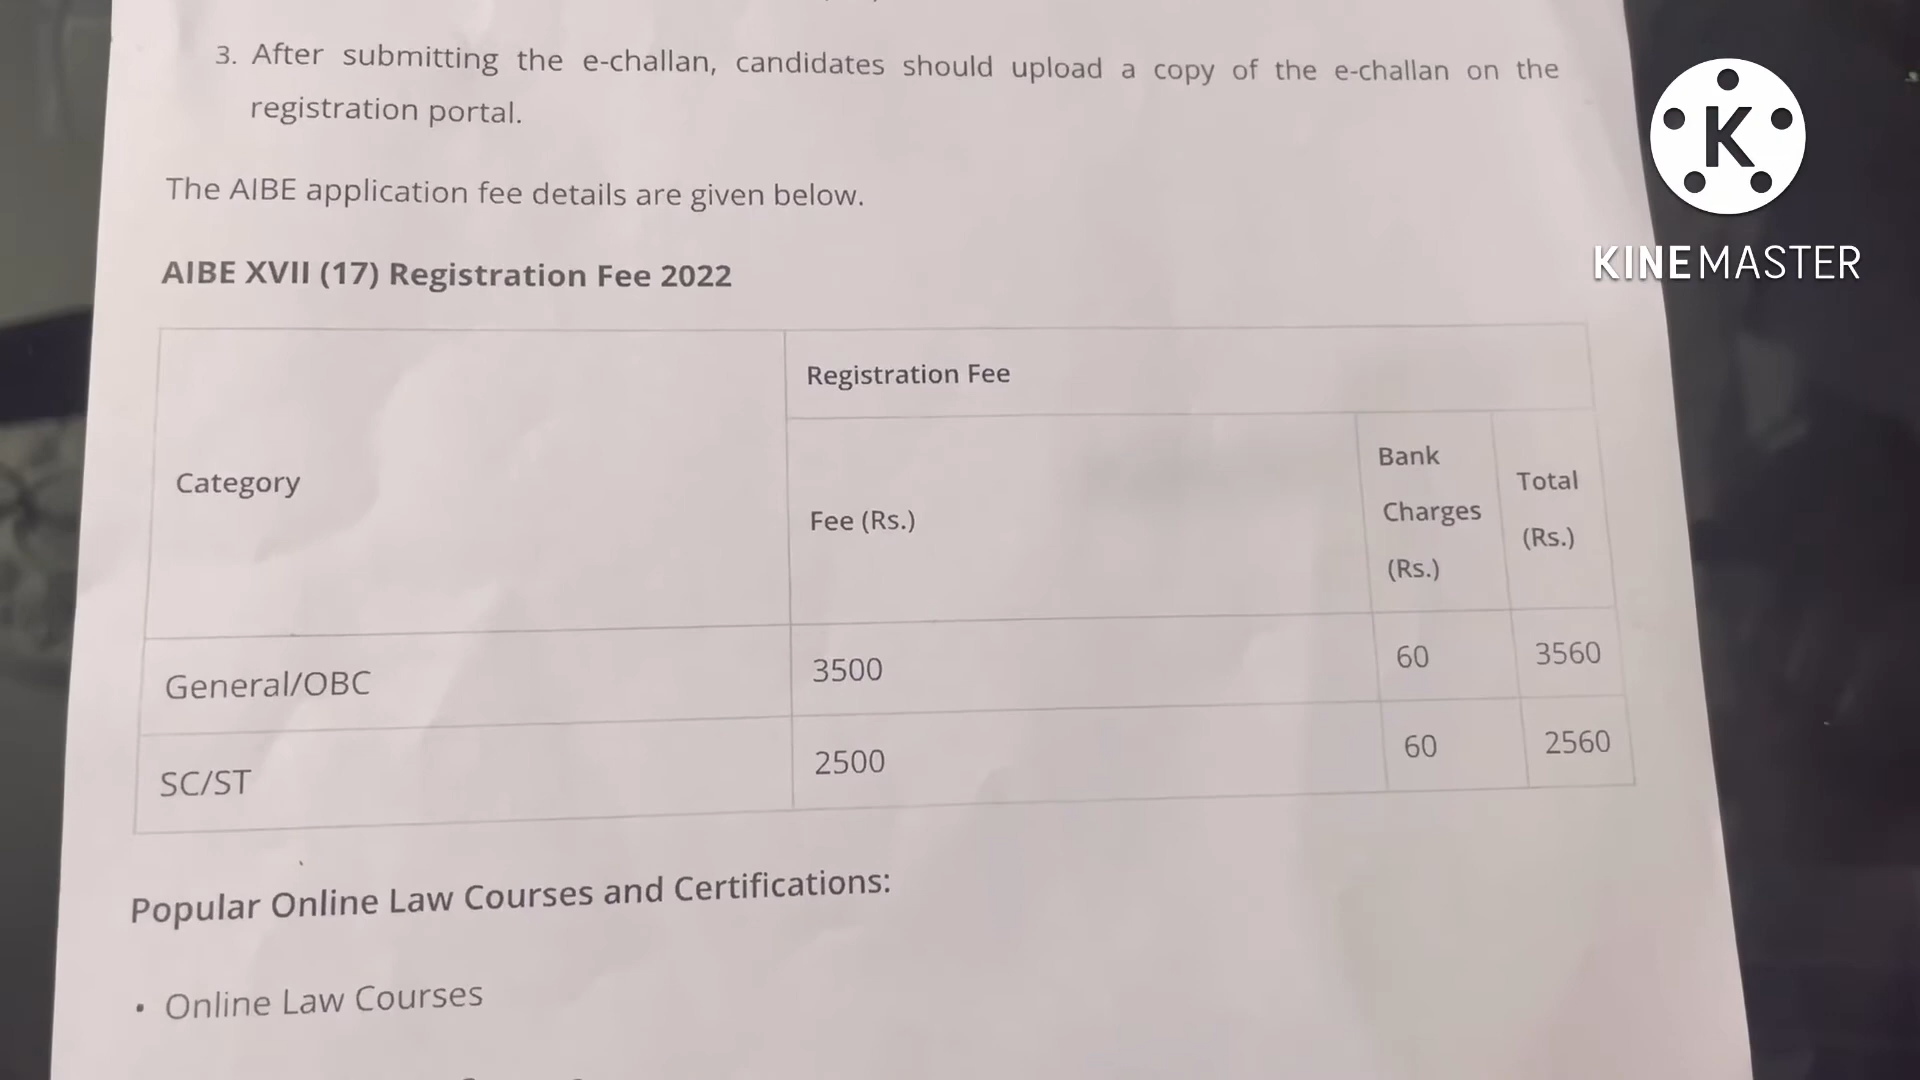 3. After submitting the e-challan, candidates should upload a copy of the e-challan on the
registration portal.
The AIBE application fee details are given below.
AIBE XVII (17) Registration Fee 2022
Category
Registration Fee
Fee (Rs.)
Bank
Charges
(Rs.)
Total
(Rs.)
General/OBC 3500 60 3560
SC/ST 2500 60 2560
Popular Online Law Courses and Certifications:
• Online Law Courses
K
KINEMASTER